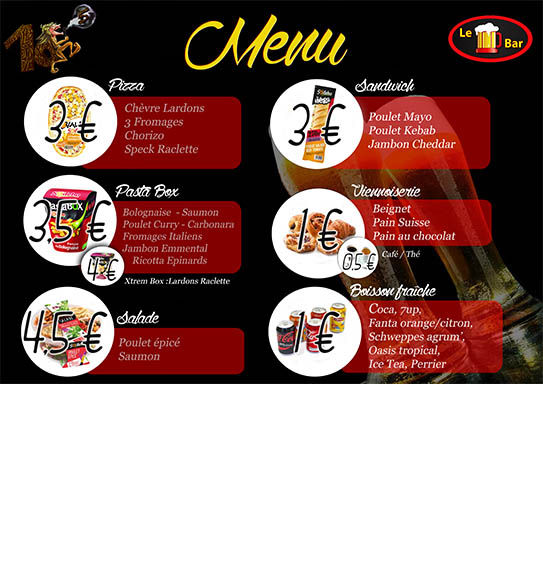 Menu
Le Bar
Pizza
3 €
Chèvre Lardons
3 Fromages
Chorizo
Speck Raclette
Sandwich
3 €
Poulet Mayo
Poulet Kebab
Jambon Cheddar
Pasta Box
3,5 €
Bolognaise - Saumon
Poulet Curry - Carbonara
Fromages Italiens
Jambon Emmental
Ricotta Epinards
4 €
Xtrem Box :Lardons Raclette
Viennoiserie
1 €
Beignet
Pain Suisse
Pain au chocolat
0,5 €
Café / Thé
Salade
4,5 €
Poulet épicé
Saumon
Boisson fraîche
1 €
Coca, 7up,
Fanta orange/citron,
Schweppes agrum',
Oasis tropical,
Ice Tea, Perrier